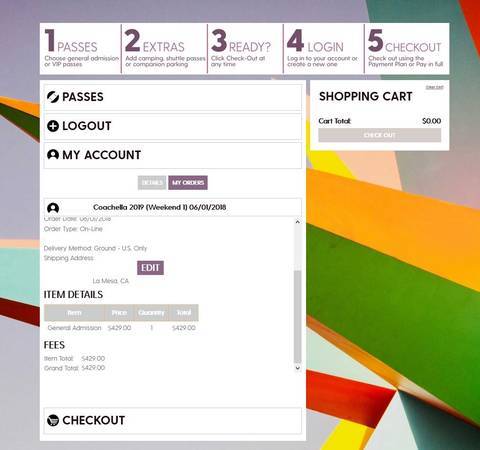 1 PASSES
Choose general admission
or VIP passes
2 EXTRAS
Add camping, shuttle passes
or companion parking
3 READY?
Click Check-Out at
any time
4 LOGIN
Log in to your account or
create a new one
5 CHECKOUT
Check out using the
Payment Plan or Pay in full
PASSES
LOGOUT
MY ACCOUNT
DETAILS
MY ORDERS
Coachella 2019 (Weekend 1) 06/01/2018
Order Date: 06/01/2018
Order Type: On-Line
Delivery Method: Ground - U.S. Only
Shipping Address:
EDIT
La Mesa, CA
ITEM DETAILS
Item Price Quantity Total
General Admission $429.00 1 $429.00
FEES
Item Total: $429.00
Grand Total: $429.00
CHECKOUT
Clear Cart
SHOPPING CART
Cart Total: $0.00
CHECK OUT